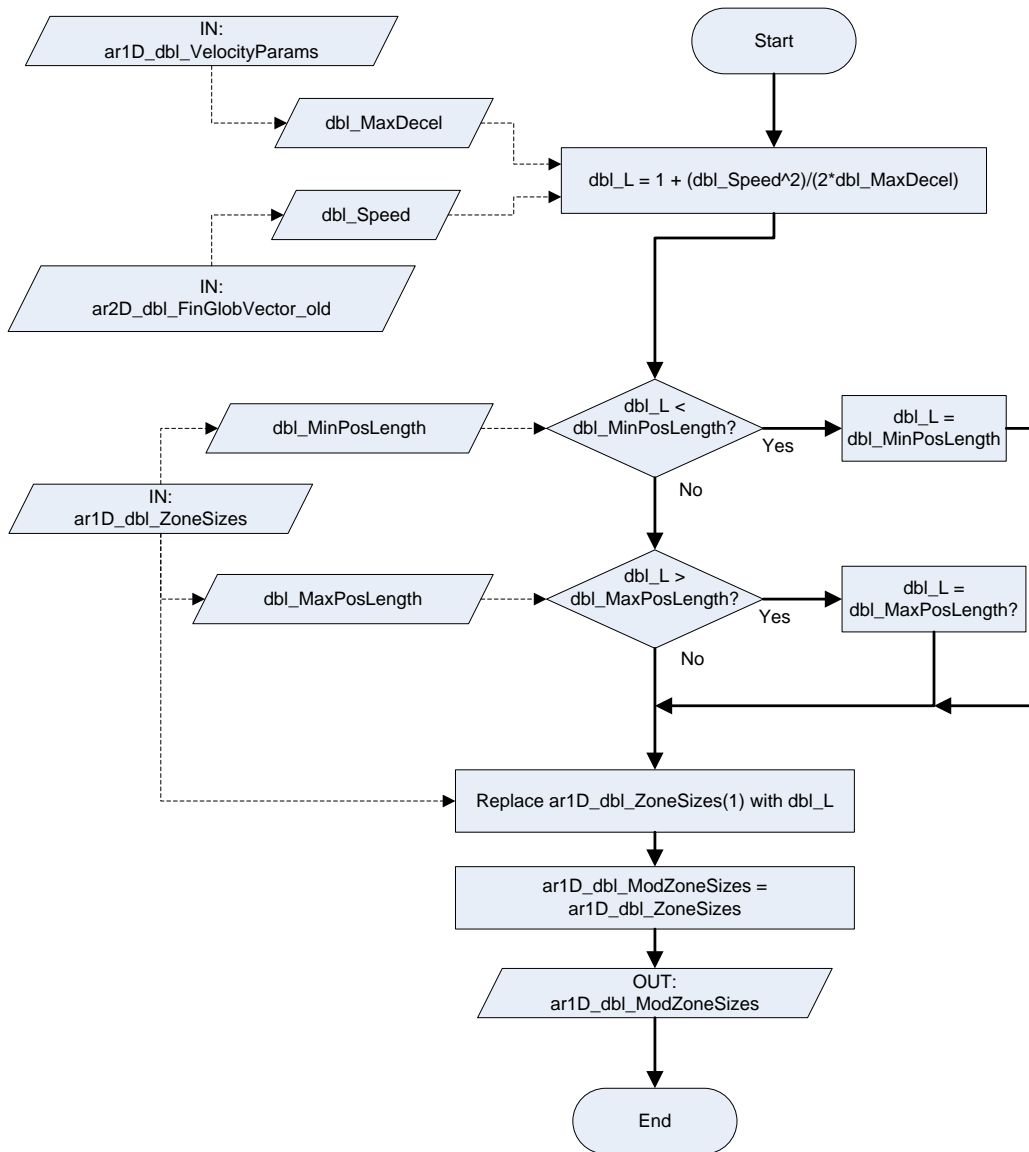 IN:
ar1D_dbl_VelocityParams
Start
dbl_MaxDecel
dbl_L = 1 + (dbl_Speed^2)/(2*dbl_MaxDecel)
dbl_Speed
IN:
ar2D_dbl_FinGlobVector_old
dbl_MinPosLength
dbl_L <
dbl_MinPosLength?
Yes
dbl_L =
dbl_MinPosLength
No
IN:
ar1D_dbl_ZoneSizes
dbl_MaxPosLength
dbl_L >
dbl_MaxPosLength?
Yes
dbl_L =
dbl_MaxPosLength?
No
Replace ar1D_dbl_ZoneSizes(1) with dbl_L
ar1D_dbl_ModZoneSizes =
ar1D_dbl_ZoneSizes
OUT:
ar1D_dbl_ModZoneSizes
End